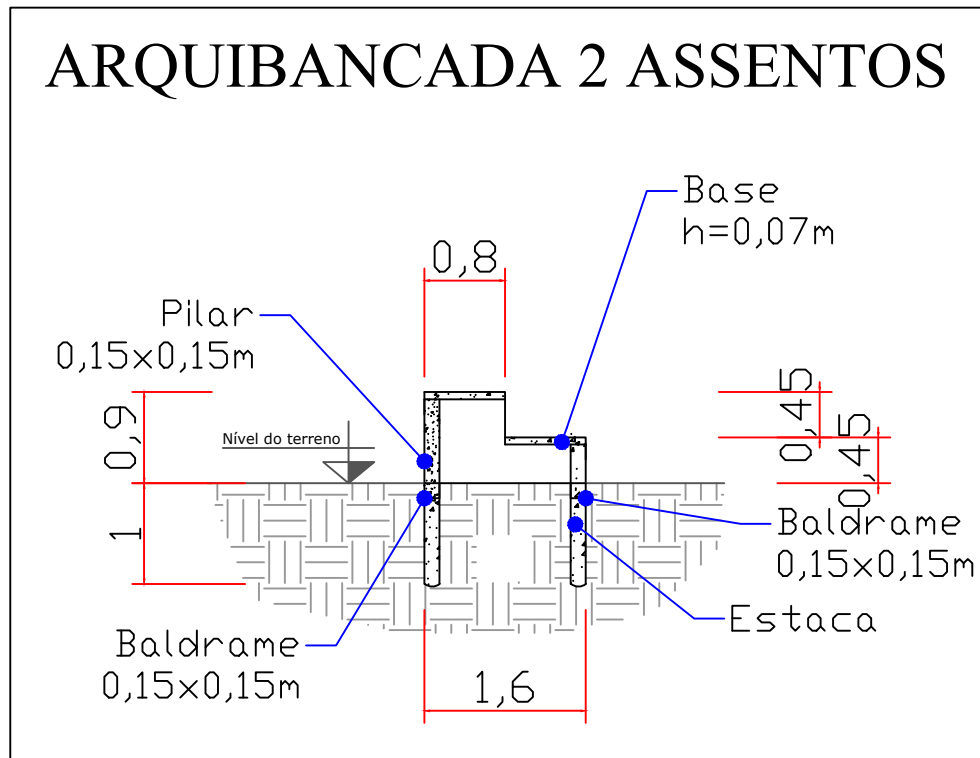 ARQUIBANCADA 2 ASSENTOS
Base
h=0,07m
0,8
Pilar
0,15x0,15m
0,9
Nível do terreno
0,45
0,45
1
Baldrame
0,15x0,15m
Estaca
Baldrame
0,15x0,15m
1,6